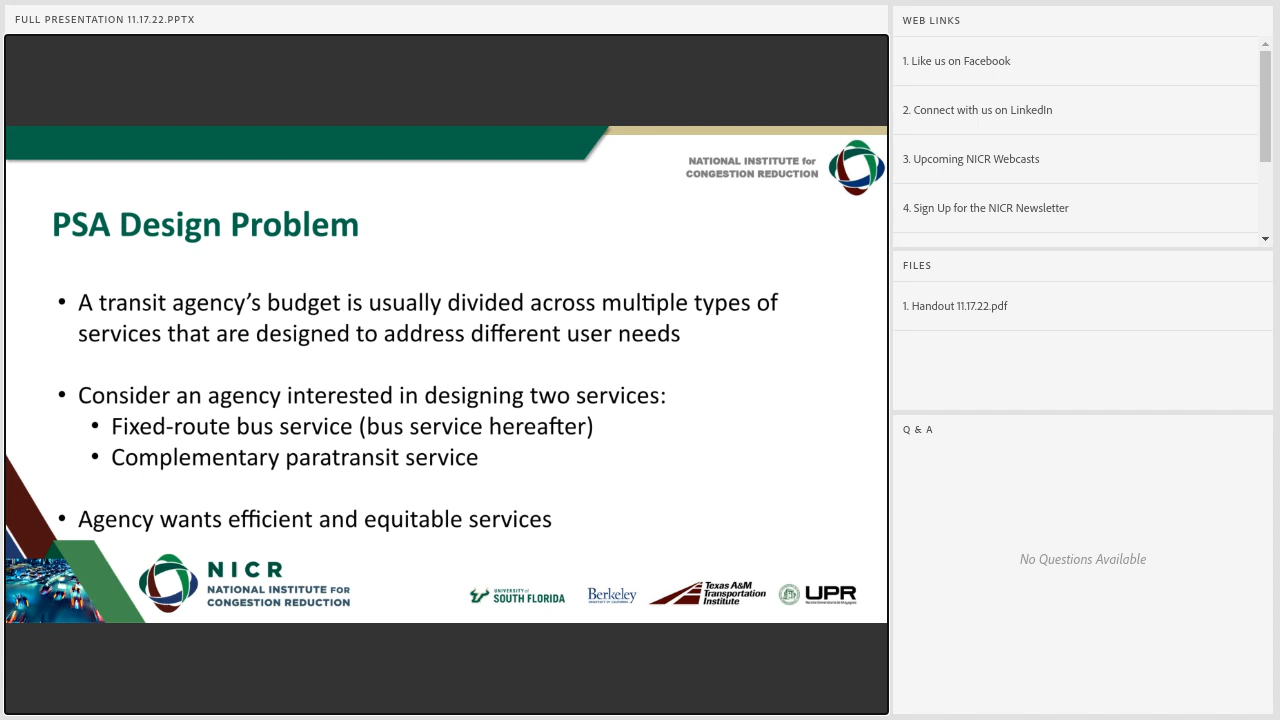 FULL PRESENTATION 11.17.22.PPTX
NATIONAL INSTITUTE for
CONGESTION REDUCTION
PSA Design Problem
• A transit agency’s budget is usually divided across multiple types of
services that are designed to address different user needs
• Consider an agency interested in designing two services:
• Fixed-route bus service (bus service hereafter)
• Complementary paratransit service
• Agency wants efficient and equitable services
NICR
NATIONAL INSTITUTE FOR
CONGESTION REDUCTION
UNIVERSITY of
SOUTH FLORIDA
Berkeley
UNIVERSITY OF CALIFORNIA
Texas A&M
Transportation
Institute
UPR
WEB LINKS
1. Like us on Facebook
2. Connect with us on LinkedIn
3. Upcoming NICR Webcasts
4. Sign Up for the NICR Newsletter
FILES
1. Handout 11.17.22.pdf
Q & A
No Questions Available